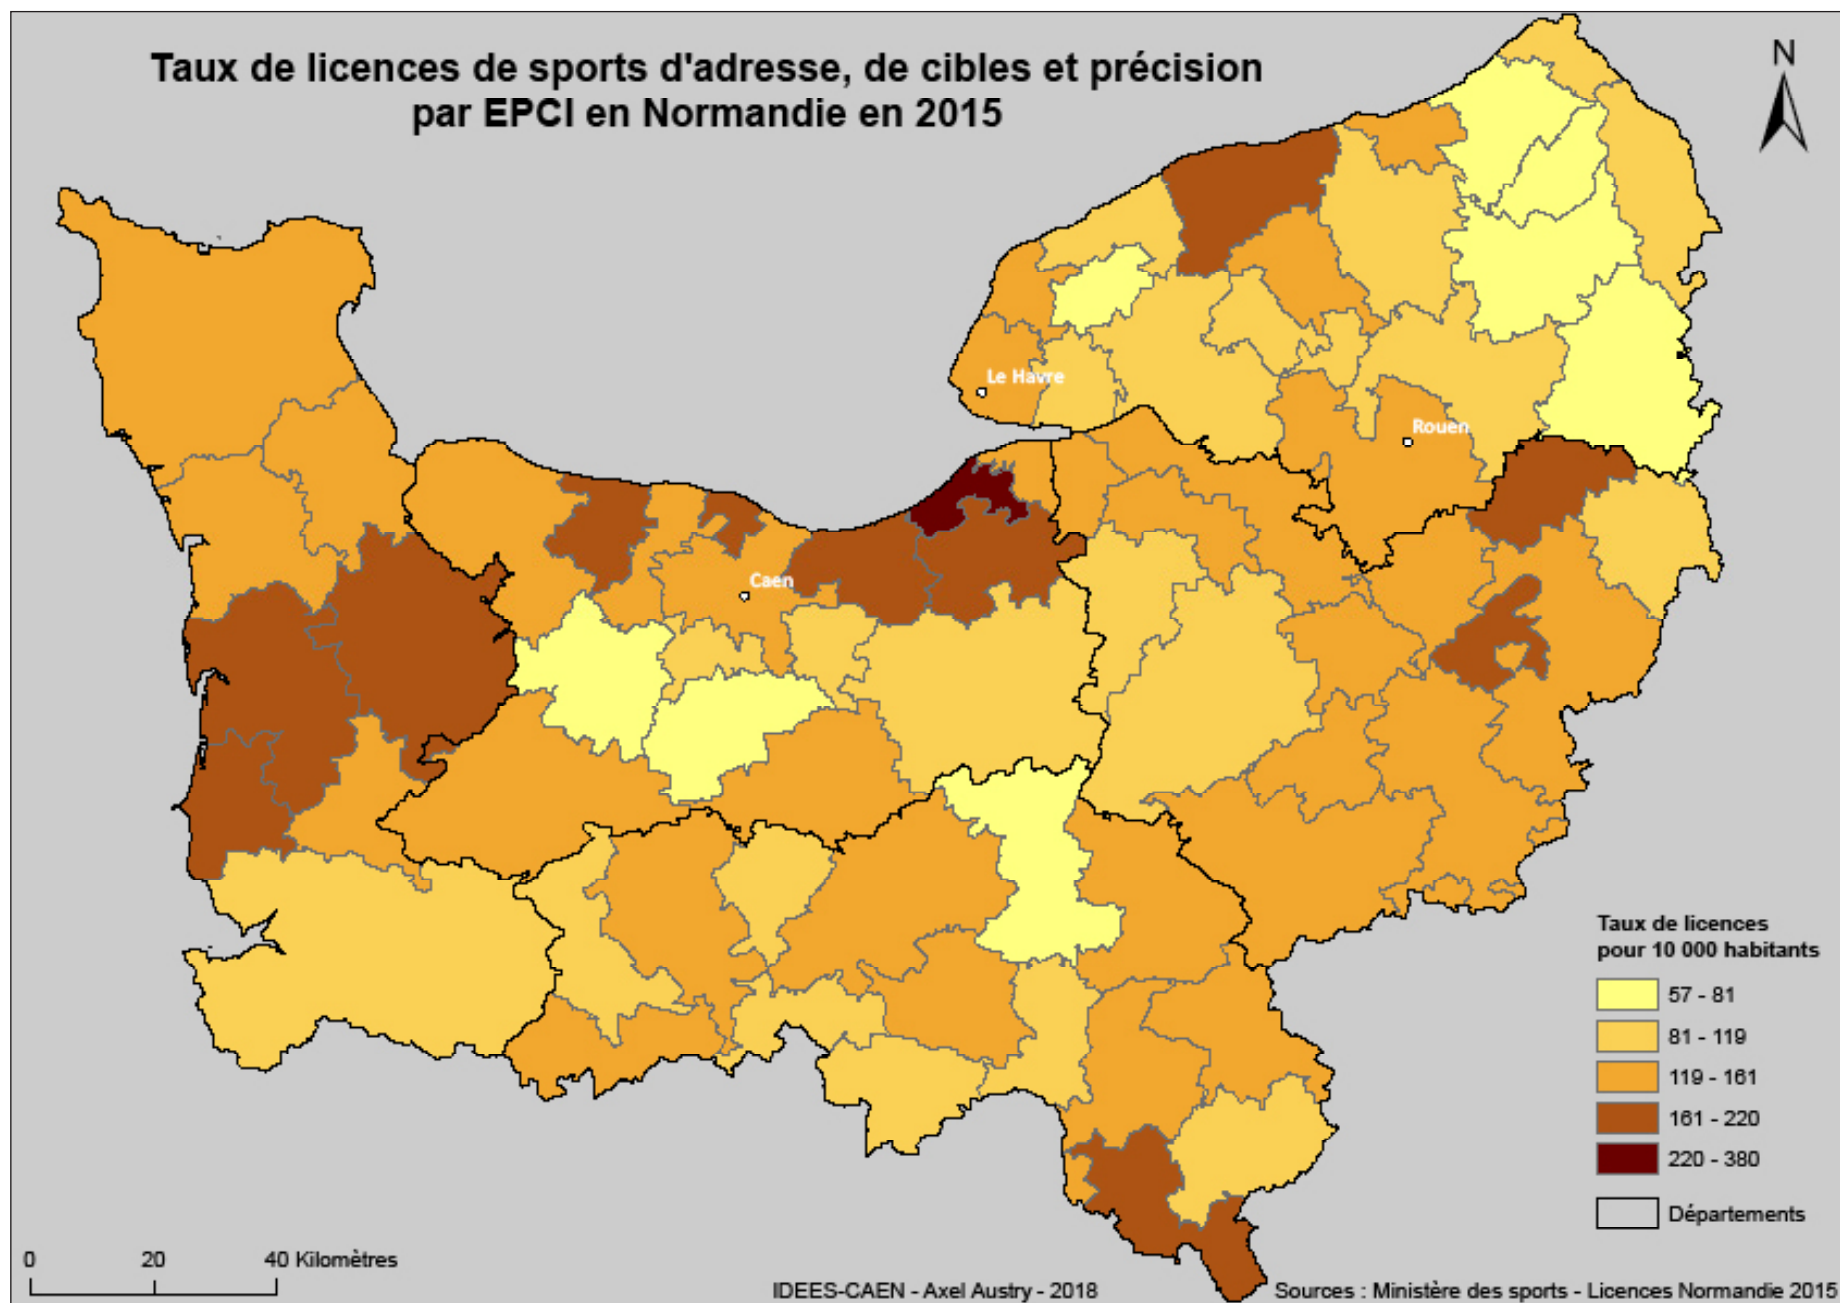 Taux de licences de sports d'adresse, de cibles et précision
par EPCI en Normandie en 2015
N
Le Havre
Rouen
Caen
Taux de licences
pour 10 000 habitants
57 - 81
81 - 119
119 - 161
161 - 220
220 - 380
Départements
0 20 40 Kilomètres
IDEES-CAEN - Axel Austry - 2018
Sources : Ministère des sports - Licences Normandie 2015